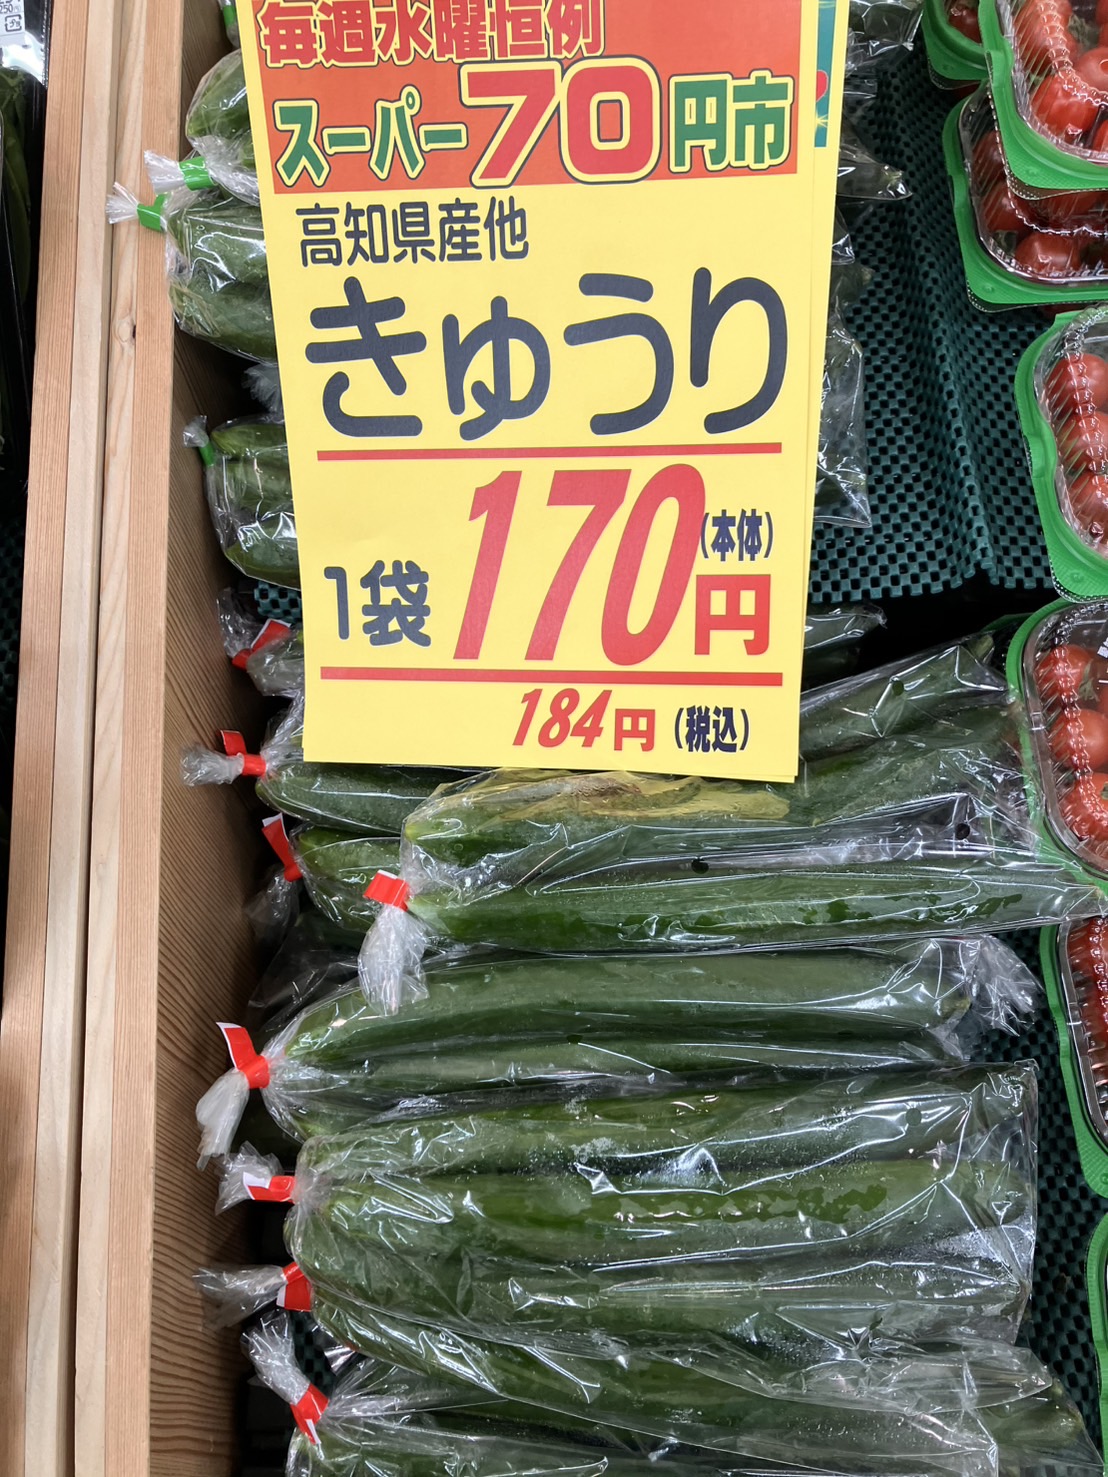 毎週水曜恒例
スーパー70円市
高知県産他
きゅうり
1袋 170円 (本体)
184円 (税込)